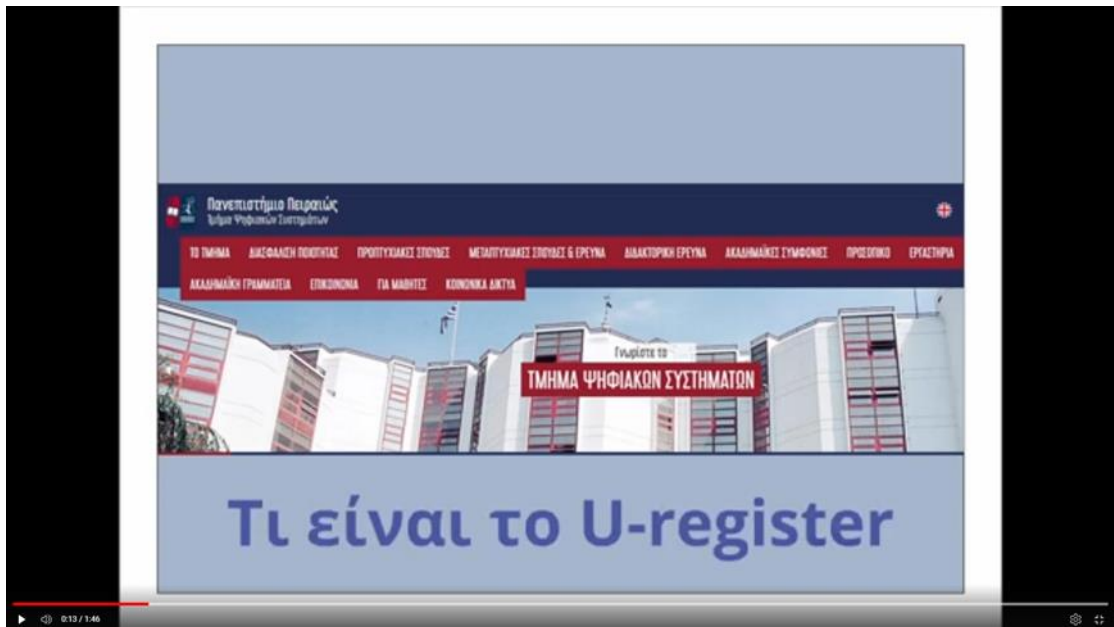 Πανεπιστήμιο Πειραιώς
Τμήμα Ψηφιακών Συστημάτων
ΤΟ ΤΜΗΜΑ ΔΙΑΣΦΑΛΙΣΗ ΠΟΙΟΤΗΤΑΣ ΠΡΟΠΤΥΧΙΑΚΕΣ ΣΠΟΥΔΕΣ ΜΕΤΑΠΤΥΧΙΑΚΕΣ ΣΠΟΥΔΕΣ & ΕΡΕΥΝΑ ΔΙΔΑΚΤΟΡΙΚΗ ΕΡΕΥΝΑ ΑΚΑΔΗΜΑΪΚΕΣ ΣΥΜΦΩΝΙΕΣ ΠΡΟΣΩΠΙΚΟ ΕΡΓΑΣΤΗΡΙΑ
ΑΚΑΔΗΜΑΪΚΗ ΓΡΑΜΜΑΤΕΙΑ ΕΠΙΚΟΙΝΩΝΙΑ ΓΙΑ ΜΑΘΗΤΕΣ ΚΟΙΝΩΝΙΚΑ ΔΙΚΤΥΑ
Γνωρίστε το
ΤΜΗΜΑ ΨΗΦΙΑΚΩΝ ΣΥΣΤΗΜΑΤΩΝ
Τι είναι το U-register
0:13 / 1:46